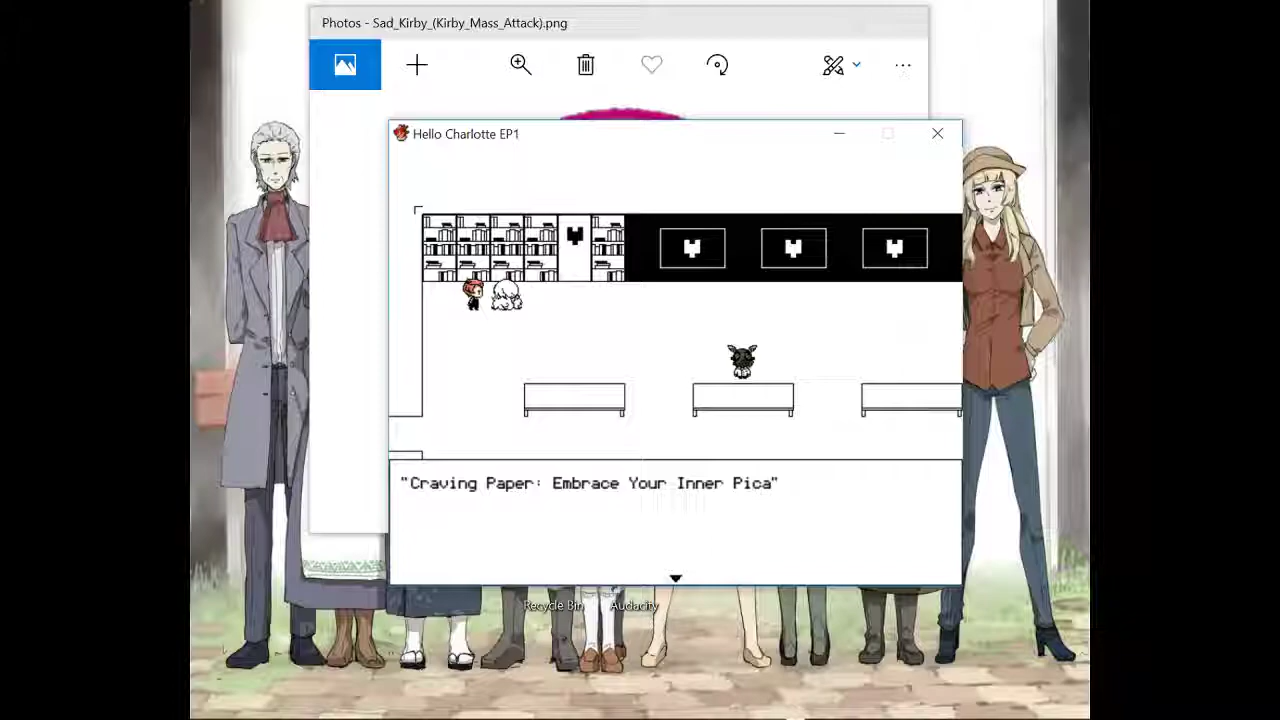 Photos - Sad_Kirby_(Kirby_Mass_Attack).png
Hello Charlotte EP1
"Craving Paper: Embrace Your Inner Pica"
Recycle Bin
Audacity